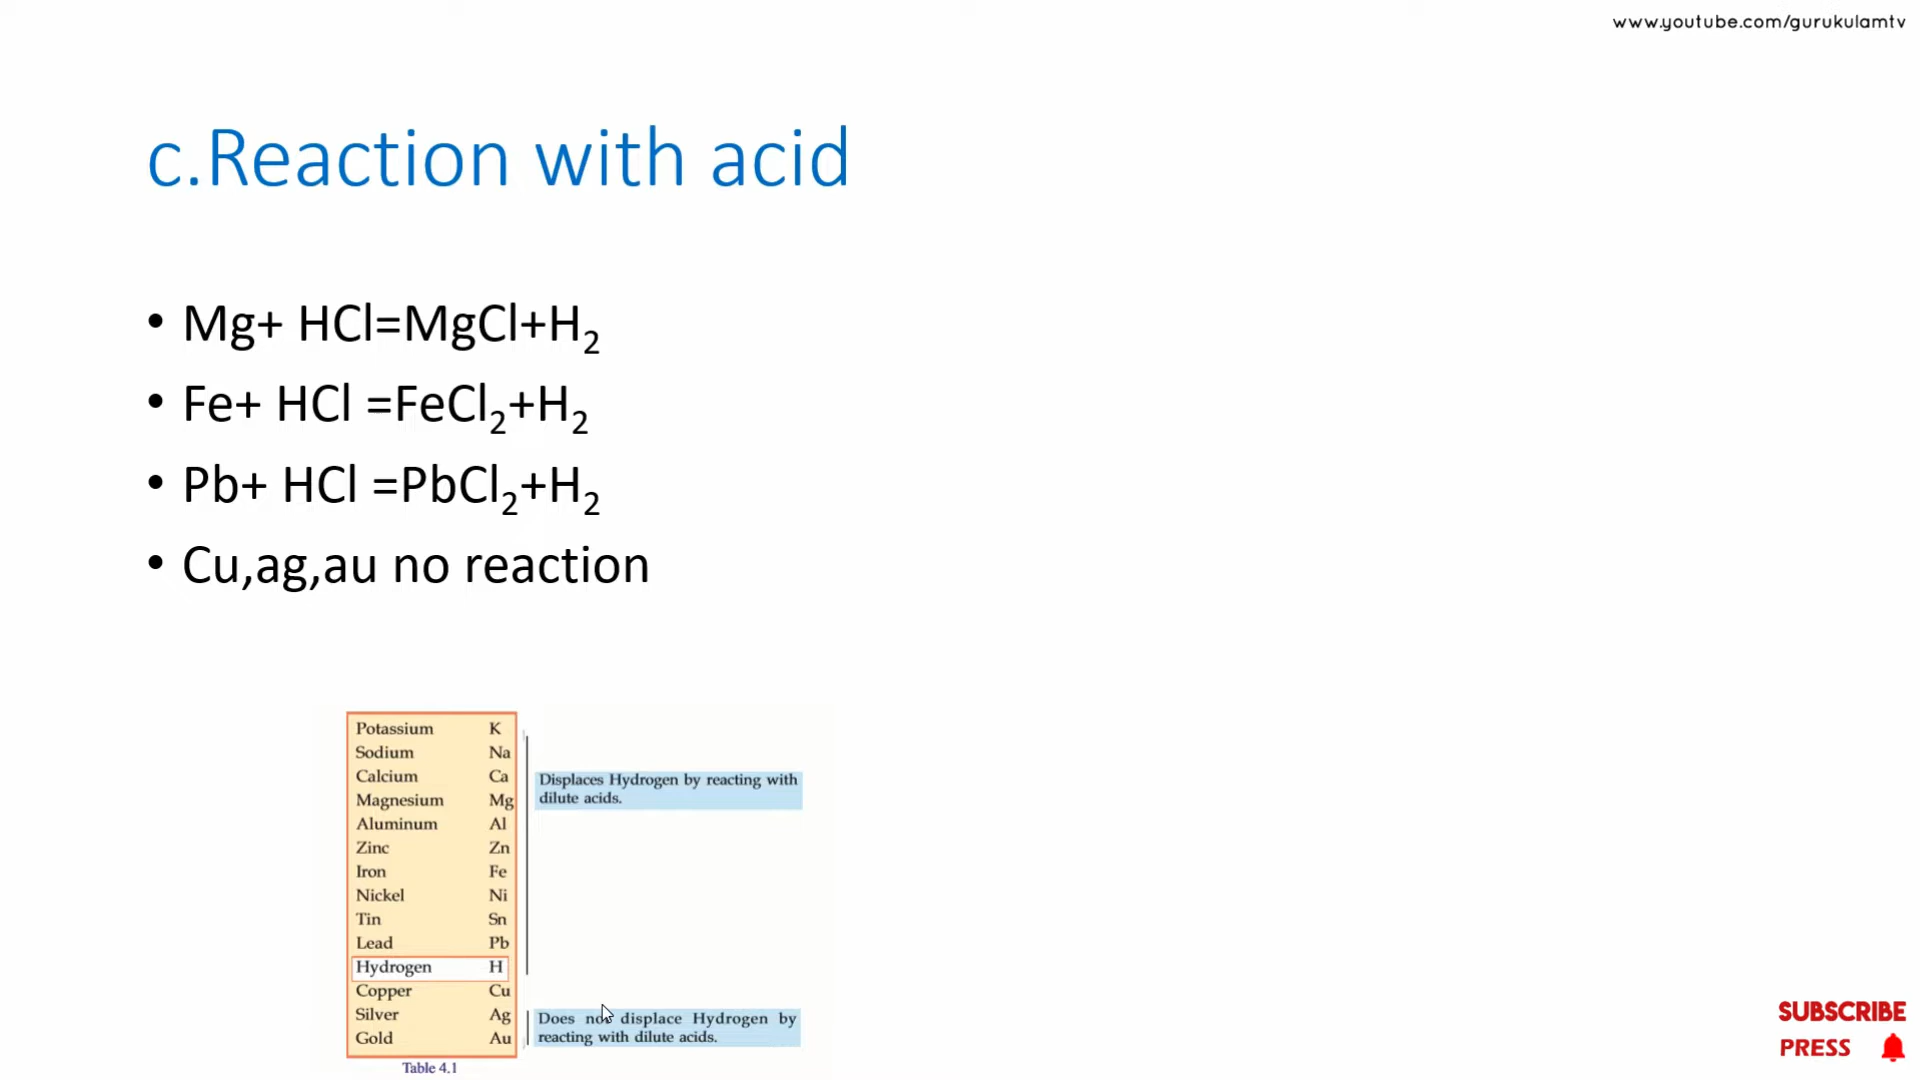 www.youtube.com/gurukulamtv
c.Reaction with acid
• Mg+ HCl=MgCl+H₂
• Fe+ HCl =FeCl₂+H₂
• Pb+ HCl =PbCl₂+H₂
• Cu,ag,au no reaction
Potassium K
Sodium Na
Calcium Ca
Magnesium Mg
Aluminum Al
Zinc Zn
Iron Fe
Nickel Ni
Tin Sn
Lead Pb
Hydrogen H
Copper Cu
Silver Ag
Gold Au
Displaces Hydrogen by reacting with
dilute acids.
Does not displace Hydrogen by
reacting with dilute acids.
Table 4.1
SUBSCRIBE
PRESS